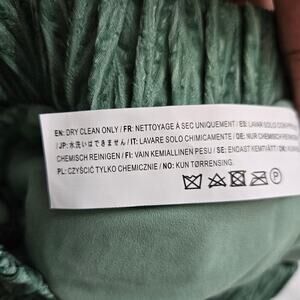 EN: DRY CLEAN ONLY / FR: NETTOYAGE À SEC UNIQUEMENT / ES: LAVAR SOLO CON
/ JP: 水洗いはできません / IT: LAVARE SOLO CHIMICAMENTE / DE: NUR CHEMISCH
CHEMISCH REINIGEN / FI: VAIN KEMIALLINEN PESU / SE: ENDAST KEMTVÄTT / DK:
PL: CZYŚCIĆ TYLKO CHEMICZNIE / NO: KUN TØRRENSING.
P